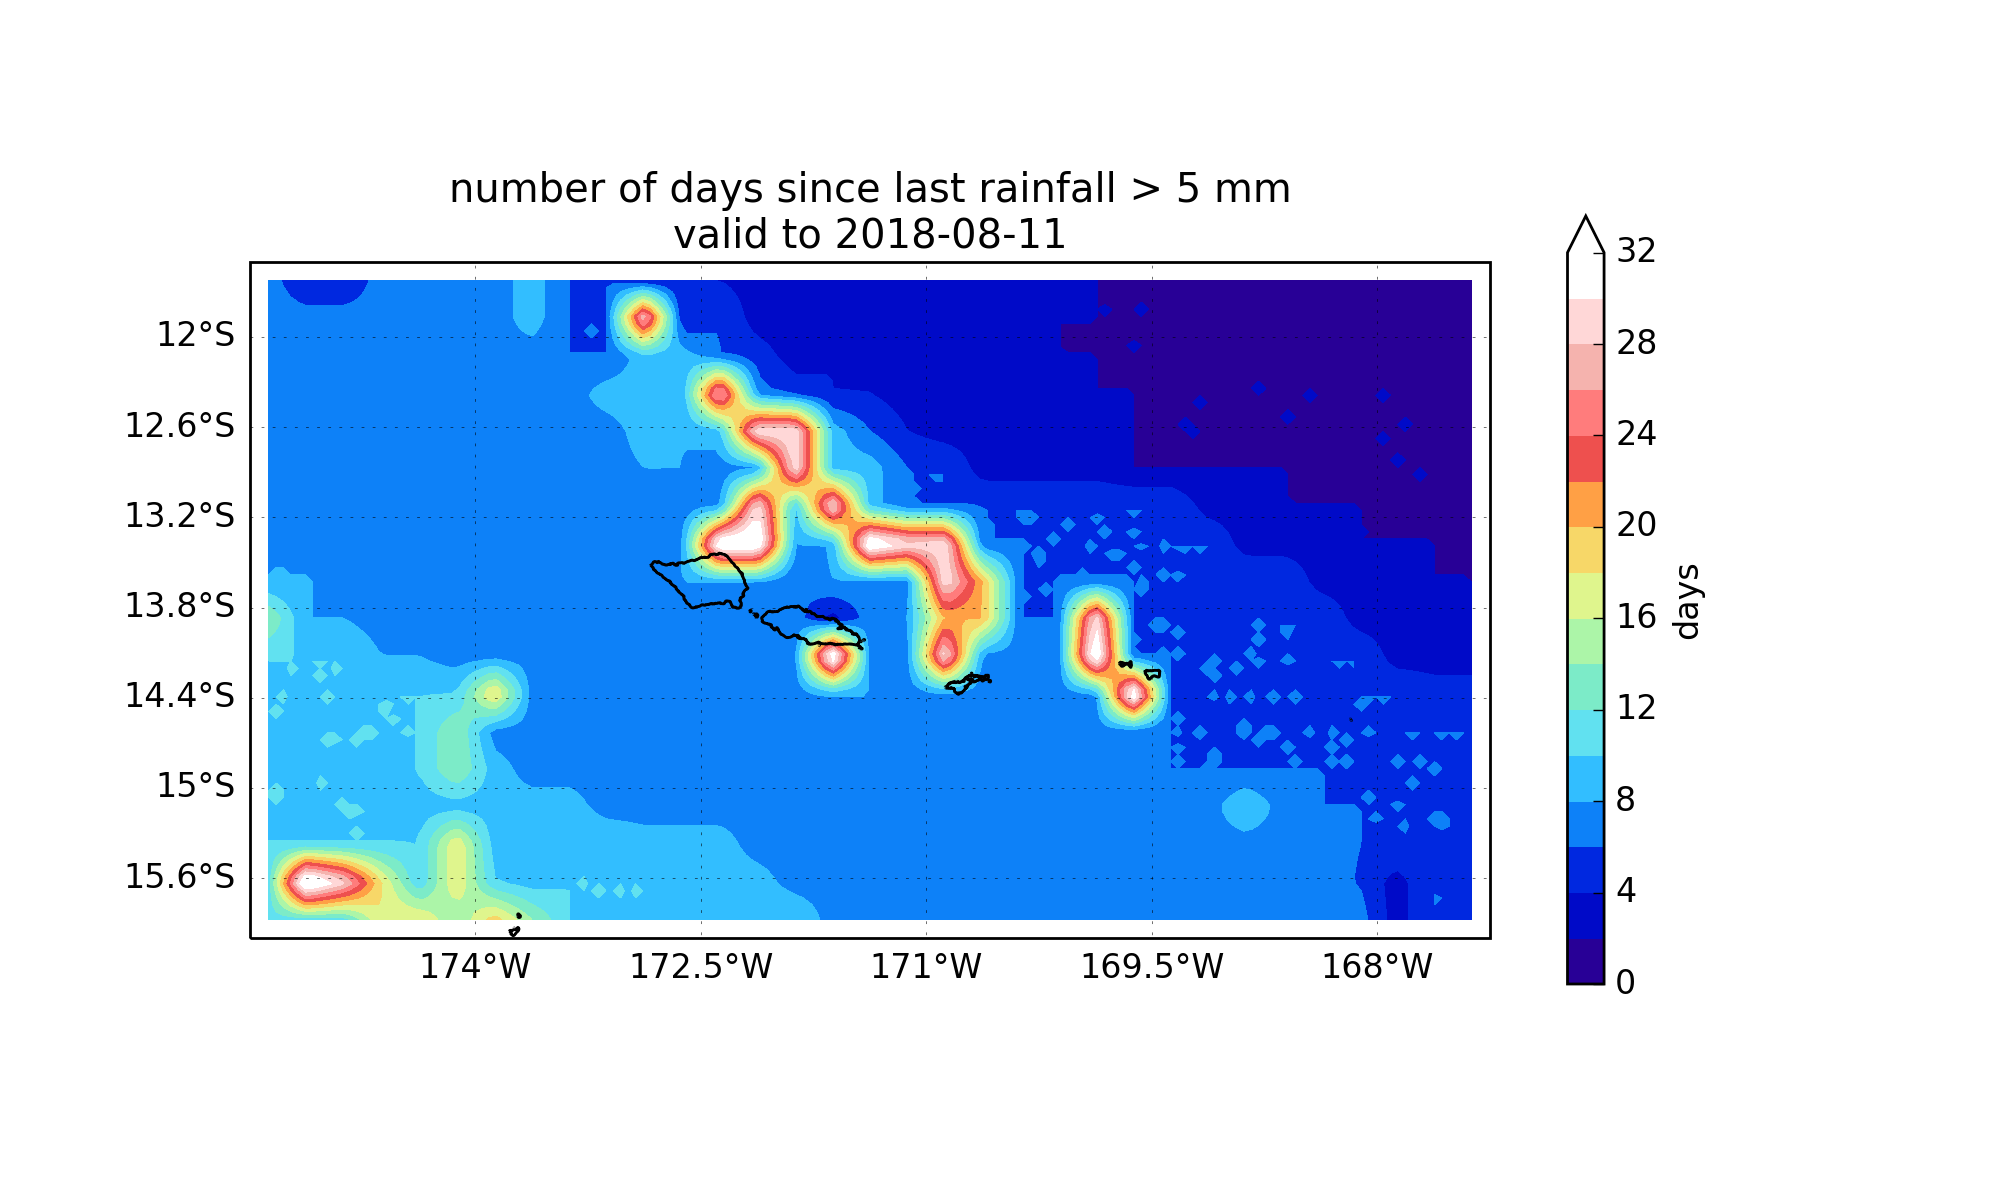 number of days since last rainfall > 5 mm
valid to 2018-08-11
12°S
12.6°S
13.2°S
13.8°S
14.4°S
15°S
15.6°S
174°W
172.5°W
171°W
169.5°W
168°W
32
28
24
20
16
12
8
4
0
days